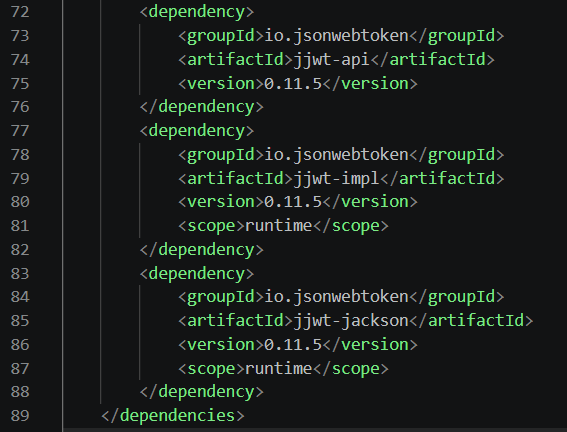 72 <dependency>
73 <groupId>io.jsonwebtoken</groupId>
74 <artifactId>jjwt-api</artifactId>
75 <version>0.11.5</version>
76 </dependency>
77 <dependency>
78 <groupId>io.jsonwebtoken</groupId>
79 <artifactId>jjwt-impl</artifactId>
80 <version>0.11.5</version>
81 <scope>runtime</scope>
82 </dependency>
83 <dependency>
84 <groupId>io.jsonwebtoken</groupId>
85 <artifactId>jjwt-jackson</artifactId>
86 <version>0.11.5</version>
87 <scope>runtime</scope>
88 </dependency>
89 </dependencies>